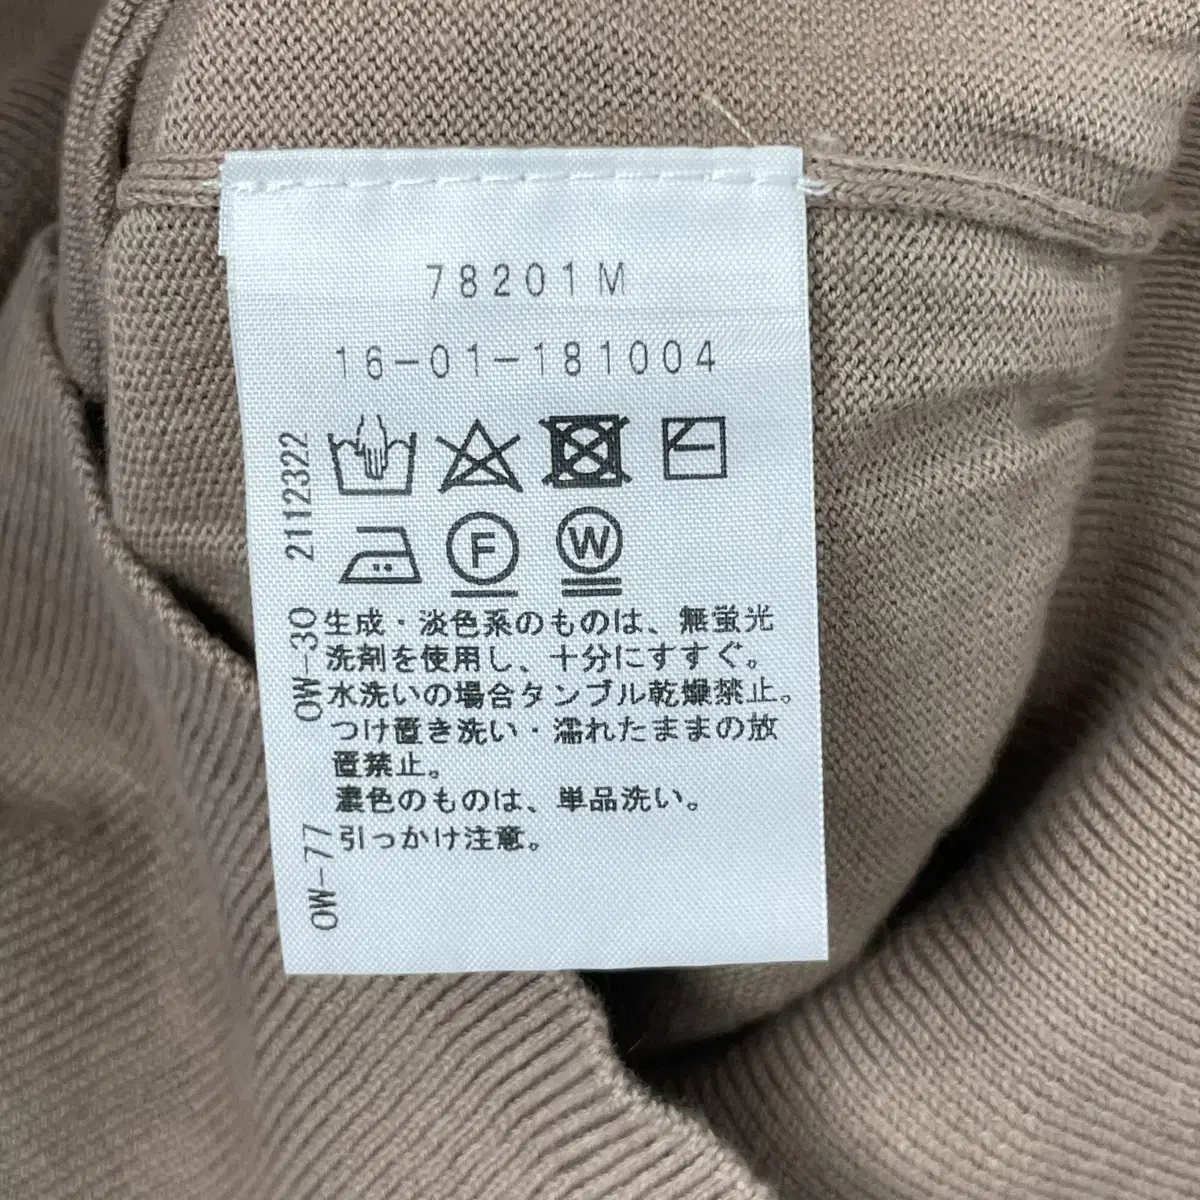 78201M
16-01-181004
F W
生成・淡色系のものは、無蛍光
洗剤を使用し、十分にすすぐ。
水洗いの場合タンブル乾燥禁止。
つけ置き洗い・濡れたままの放
置禁止。
濃色のものは、単品洗い。
引っかけ注意。
2112322
OW-30
OW-77